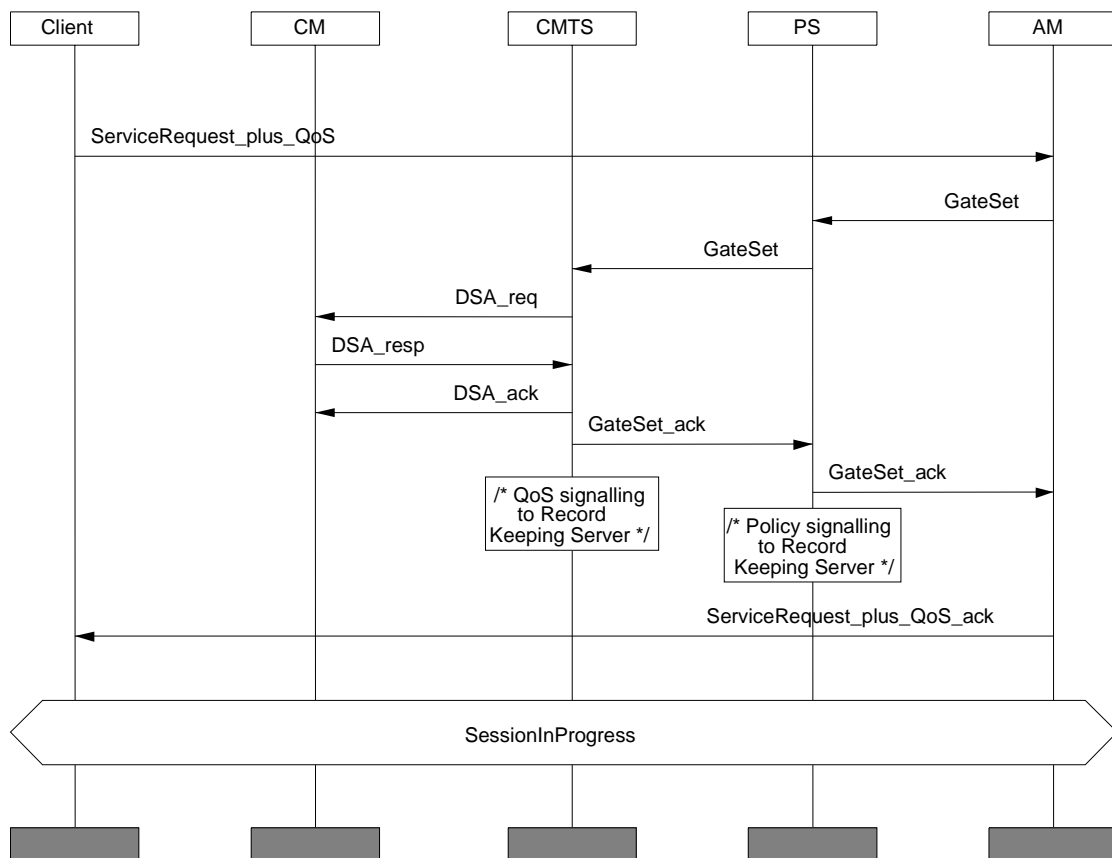 Client
CM
CMTS
PS
AM
ServiceRequest_plus_QoS
GateSet
GateSet
DSA_req
DSA_resp
DSA_ack
GateSet_ack
GateSet_ack
/* QoS signalling
to Record
Keeping Server */
/* Policy signalling
to Record
Keeping Server */
ServiceRequest_plus_QoS_ack
SessionInProgress